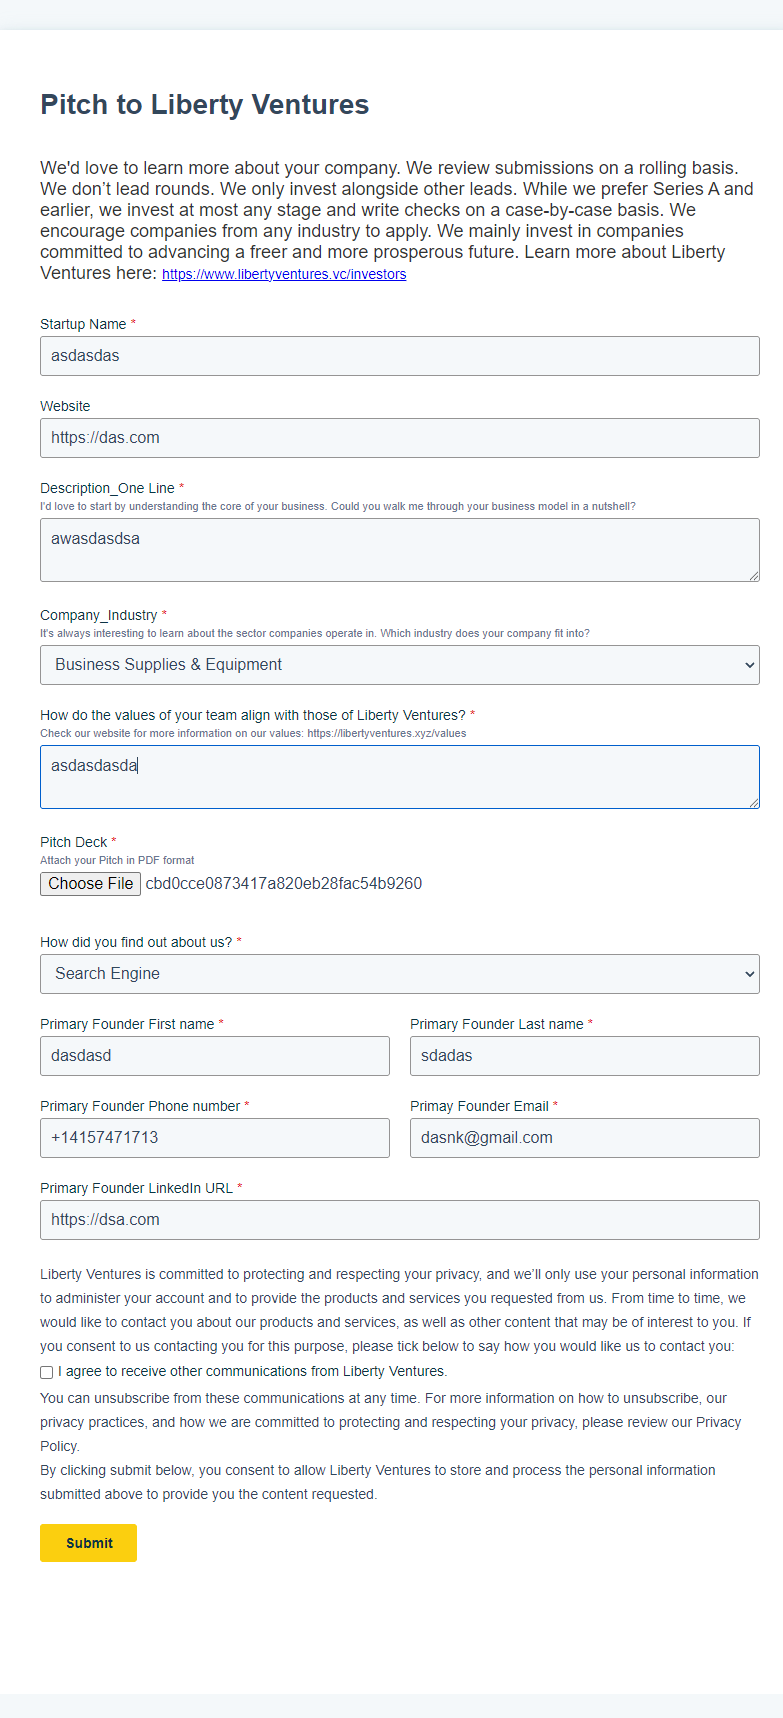 Pitch to Liberty Ventures
We'd love to learn more about your company. We review submissions on a rolling basis.
We don’t lead rounds. We only invest alongside other leads. While we prefer Series A and
earlier, we invest at most any stage and write checks on a case-by-case basis. We
encourage companies from any industry to apply. We mainly invest in companies
committed to advancing a freer and more prosperous future. Learn more about Liberty
Ventures here: https://www.libertyventures.vc/investors
Startup Name *
asdasdas
Website
https://das.com
Description_One Line *
I'd love to start by understanding the core of your business. Could you walk me through your business model in a nutshell?
awasdasdsa
Company_Industry *
It's always interesting to learn about the sector companies operate in. Which industry does your company fit into?
Business Supplies & Equipment
How do the values of your team align with those of Liberty Ventures? *
Check our website for more information on our values: https://libertyventures.xyz/values
asdasdasda
Pitch Deck *
Attach your Pitch in PDF format
Choose File cbd0cce0873417a820eb28fac54b9260
How did you find out about us? *
Search Engine
Primary Founder First name * Primary Founder Last name *
dasdasd sdadas
Primary Founder Phone number * Primay Founder Email *
+14157471713 dasnk@gmail.com
Primary Founder LinkedIn URL *
https://dsa.com
Liberty Ventures is committed to protecting and respecting your privacy, and we’ll only use your personal information
to administer your account and to provide the products and services you requested from us. From time to time, we
would like to contact you about our products and services, as well as other content that may be of interest to you. If
you consent to us contacting you for this purpose, please tick below to say how you would like us to contact you:
I agree to receive other communications from Liberty Ventures.
You can unsubscribe from these communications at any time. For more information on how to unsubscribe, our
privacy practices, and how we are committed to protecting and respecting your privacy, please review our Privacy
Policy.
By clicking submit below, you consent to allow Liberty Ventures to store and process the personal information
submitted above to provide you the content requested.
Submit